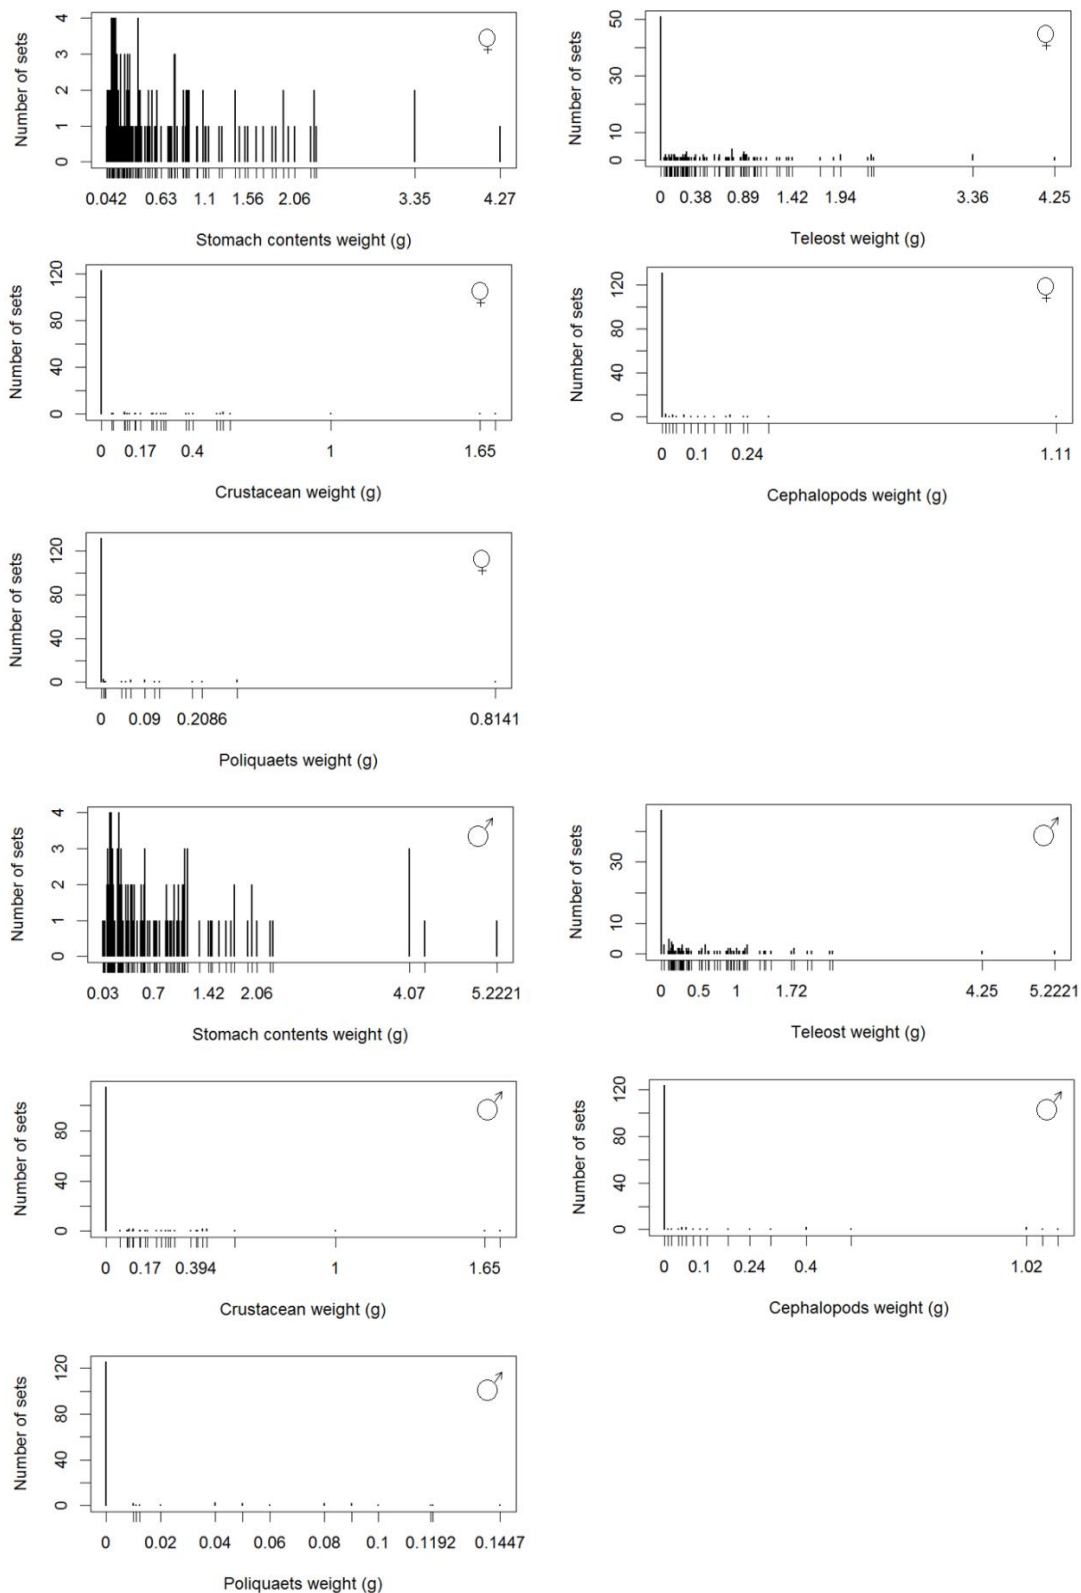 Number of sets
4
3
2
1
0
0.042 0.63 1.1 1.56 2.06 3.35 4.27
Stomach contents weight (g)
♀
Number of sets
50
30
10
0
0.38 0.89 1.42 1.94 3.36 4.25
Teleost weight (g)
♀
Number of sets
120
80
40
0
0 0.17 0.4 1 1.65
Crustacean weight (g)
♀
Number of sets
120
80
40
0
0 0.1 0.24 1.11
Cephalopods weight (g)
♀
Number of sets
120
80
40
0
0 0.09 0.2086 0.8141
Poliquaets weight (g)
♀
Number of sets
4
3
2
1
0
0.03 0.7 1.42 2.06 4.07 5.2221
Stomach contents weight (g)
♂
Number of sets
30
10
0
0 0.5 1 1.72 4.25 5.2221
Teleost weight (g)
♂
Number of sets
80
40
0
0 0.17 0.394 1 1.65
Crustacean weight (g)
♂
Number of sets
120
80
40
0
0 0.1 0.24 0.4 1.02
Cephalopods weight (g)
♂
Number of sets
120
80
40
0
0 0.02 0.04 0.06 0.08 0.1 0.1192 0.1447
Poliquaets weight (g)
♂